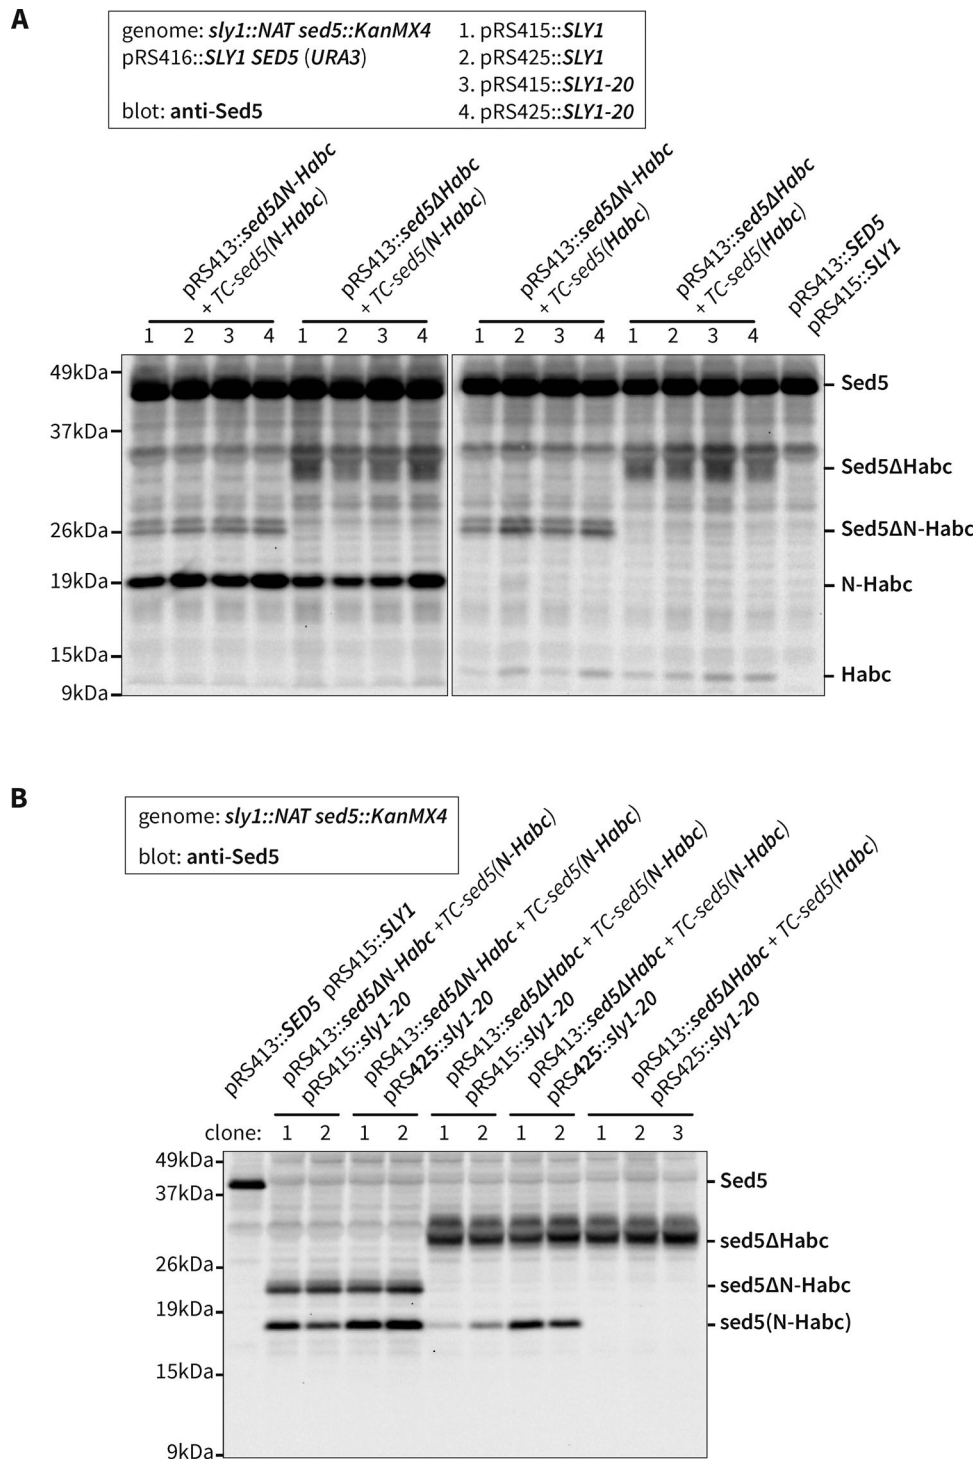 A
genome: sly1::NAT sed5::KanMX4
pRS416::SLY1 SED5 (URA3)
blot: anti-Sed5
1. pRS415::SLY1
2. pRS425::SLY1
3. pRS415::SLY1-20
4. pRS425::SLY1-20
pRS413::sed5ΔN-Habc
+ TC-sed5(N-Habc)
pRS413::sed5ΔHabc
+ TC-sed5(N-Habc)
pRS413::sed5ΔN-Habc
+ TC-sed5(Habc)
pRS413::sed5ΔHabc
+ TC-sed5(Habc)
pRS413::SED5
pRS415::SLY1
1 2 3 4 1 2 3 4 1 2 3 4 1 2 3 4
49kDa
37kDa
26kDa
19kDa
15kDa
9kDa
Sed5
Sed5ΔHabc
Sed5ΔN-Habc
N-Habc
Habc
B
genome: sly1::NAT sed5::KanMX4
blot: anti-Sed5
pRS413::SED5 pRS415::SLY1
pRS413::sed5ΔN-Habc +TC-sed5(N-Habc)
pRS415::sly1-20
pRS413::sed5ΔN-Habc + TC-sed5(N-Habc)
pRS425::sly1-20
pRS413::sed5ΔHabc + TC-sed5(N-Habc)
pRS415::sly1-20
pRS413::sed5ΔHabc + TC-sed5(N-Habc)
pRS425::sly1-20
pRS413::sed5ΔHabc + TC-sed5(Habc)
pRS425::sly1-20
clone: 1 2 1 2 1 2 1 2 1 2 3
49kDa
37kDa
26kDa
19kDa
15kDa
9kDa
Sed5
sed5ΔHabc
sed5ΔN-Habc
sed5(N-Habc)